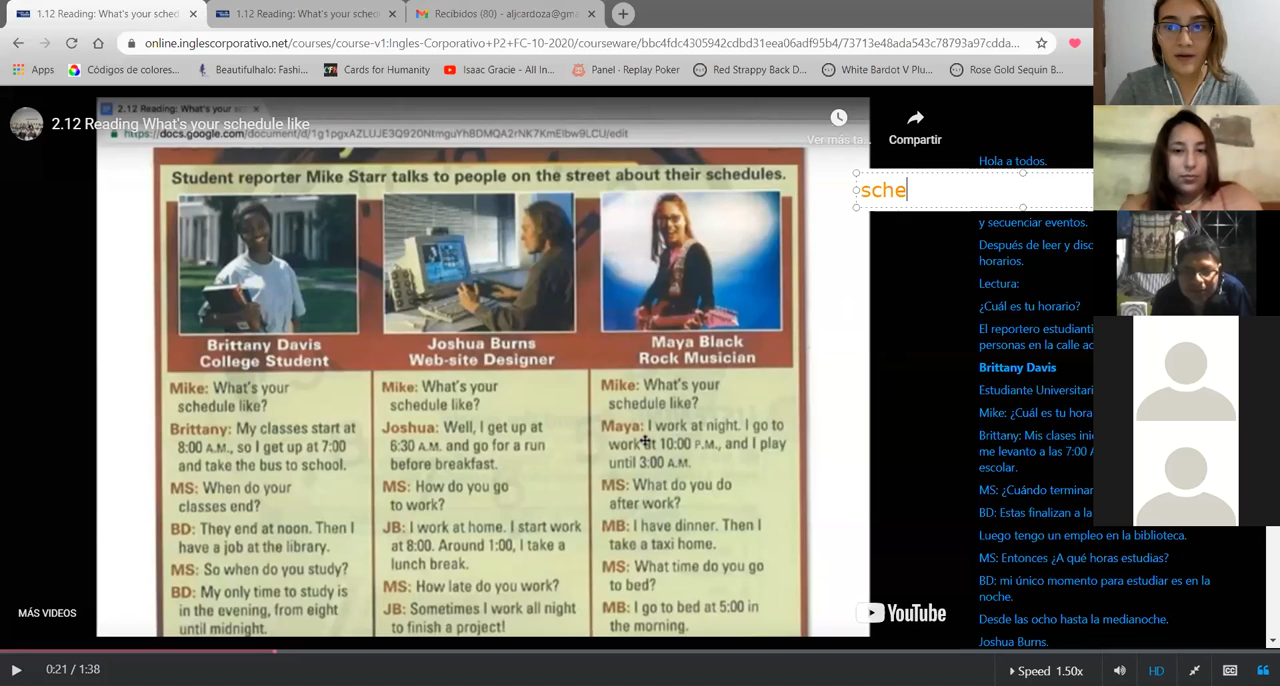 1.12 Reading: What's your sched
1.12 Reading: What's your sched
Recibidos (80) - aljcardoza@gma
online.inglescorporativo.net/courses/course-v1:Ingles-Corporativo+P2+FC-10-2020/courseware/bbc4fdc4305942cdbd31eea06adf95b4/73713e48ada543c78793a97cdda...
Apps
Códigos de colores...
Beautifulhalo: Fashi...
Cards for Humanity
Isaac Gracie - All In...
Panel · Replay Poker
Red Strappy Back D...
White Bardot V Plu...
Rose Gold Sequin B...
2.12 Reading What's your schedule like
https://docs.google.com/document/d/1g1pgxAZLUJE3Q920NtmguYh8DMQA2rNK7KmElbw9LCU/edit
Ver más ta...
Compartir
Student reporter Mike Starr talks to people on the street about their schedules.
Brittany Davis
College Student
Mike: What's your
schedule like?
Brittany: My classes start at
8:00 A.M., so I get up at 7:00
and take the bus to school.
MS: When do your
classes end?
BD: They end at noon. Then I
have a job at the library.
MS: So when do you study?
BD: My only time to study is
in the evening, from eight
until midnight.
Joshua Burns
Web-site Designer
Mike: What's your
schedule like?
Joshua: Well, I get up at
6:30 A.M. and go for a run
before breakfast.
MS: How do you go
to work?
JB: I work at home. I start work
at 8:00. Around 1:00, I take a
lunch break.
MS: How late do you work?
JB: Sometimes I work all night
to finish a project!
Maya Black
Rock Musician
Mike: What's your
schedule like?
Maya: I work at night. I go to
work at 10:00 P.M., and I play
until 3:00 A.M.
MS: What do you do
after work?
MB: I have dinner. Then I
take a taxi home.
MS: What time do you go
to bed?
MB: I go to bed at 5:00 in
the morning.
MÁS VIDEOS
YouTube
Hola a todos.
sche
y secuenciar eventos.
Después de leer y disc
horarios.
Lectura:
¿Cuál es tu horario?
El reportero estudianti
personas en la calle ac
Brittany Davis
Estudiante Universitari
Mike: ¿Cuál es tu hora
Brittany: Mis clases inic
me levanto a las 7:00 A
escolar.
MS: ¿Cuándo terminar
BD: Estas finalizan a la
Luego tengo un empleo en la biblioteca.
MS: Entonces ¿A qué horas estudias?
BD: mi único momento para estudiar es en la
noche.
Desde las ocho hasta la medianoche.
Joshua Burns.
0:21 / 1:38
Speed 1.50x
HD